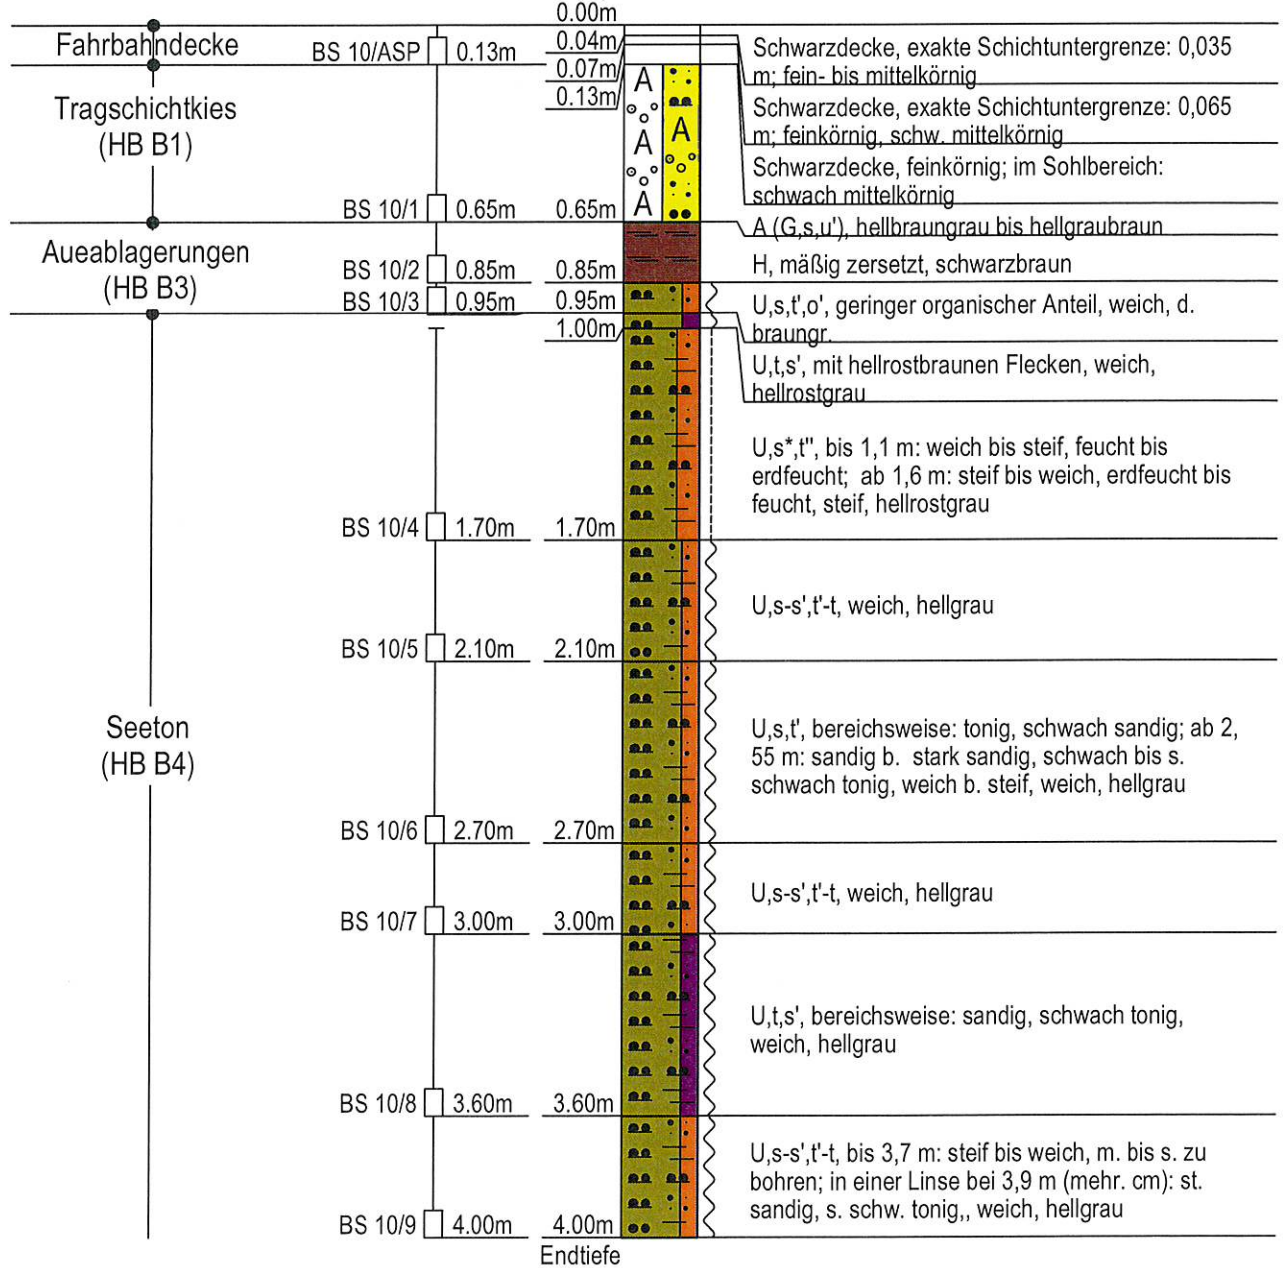 0.00m
Fahrbahndecke
BS 10/ASP 0.13m
0.04m
0.07m
0.13m
Schwarzdecke, exakte Schichtuntergrenze: 0,035
m; fein- bis mittelkörnig
Tragschichtkies
(HB B1)
A
A
A
A
Schwarzdecke, exakte Schichtuntergrenze: 0,065
m; feinkörnig, schw. mittelkörnig
Schwarzdecke, feinkörnig; im Sohlbereich:
schwach mittelkörnig
BS 10/1 0.65m 0.65m
A (G,s,u'), hellbraungrau bis hellgraubraun
Aueablagerungen
(HB B3)
BS 10/2 0.85m 0.85m
H, mäßig zersetzt, schwarzbraun
BS 10/3 0.95m 0.95m
1.00m
U,s,t',o', geringer organischer Anteil, weich, d.
braungr.
U,t,s', mit hellrostbraunen Flecken, weich,
hellrostgrau
U,s*,t'', bis 1,1 m: weich bis steif, feucht bis
erdfeucht; ab 1,6 m: steif bis weich, erdfeucht bis
feucht, steif, hellrostgrau
BS 10/4 1.70m 1.70m
U,s-s',t'-t, weich, hellgrau
BS 10/5 2.10m 2.10m
Seeton
(HB B4)
U,s,t', bereichsweise: tonig, schwach sandig; ab 2,
55 m: sandig b. stark sandig, schwach bis s.
schwach tonig, weich b. steif, weich, hellgrau
BS 10/6 2.70m 2.70m
U,s-s',t'-t, weich, hellgrau
BS 10/7 3.00m 3.00m
U,t,s', bereichsweise: sandig, schwach tonig,
weich, hellgrau
BS 10/8 3.60m 3.60m
U,s-s',t'-t, bis 3,7 m: steif bis weich, m. bis s. zu
bohren; in einer Linse bei 3,9 m (mehr. cm): st.
sandig, s. schw. tonig,, weich, hellgrau
BS 10/9 4.00m 4.00m
Endtiefe